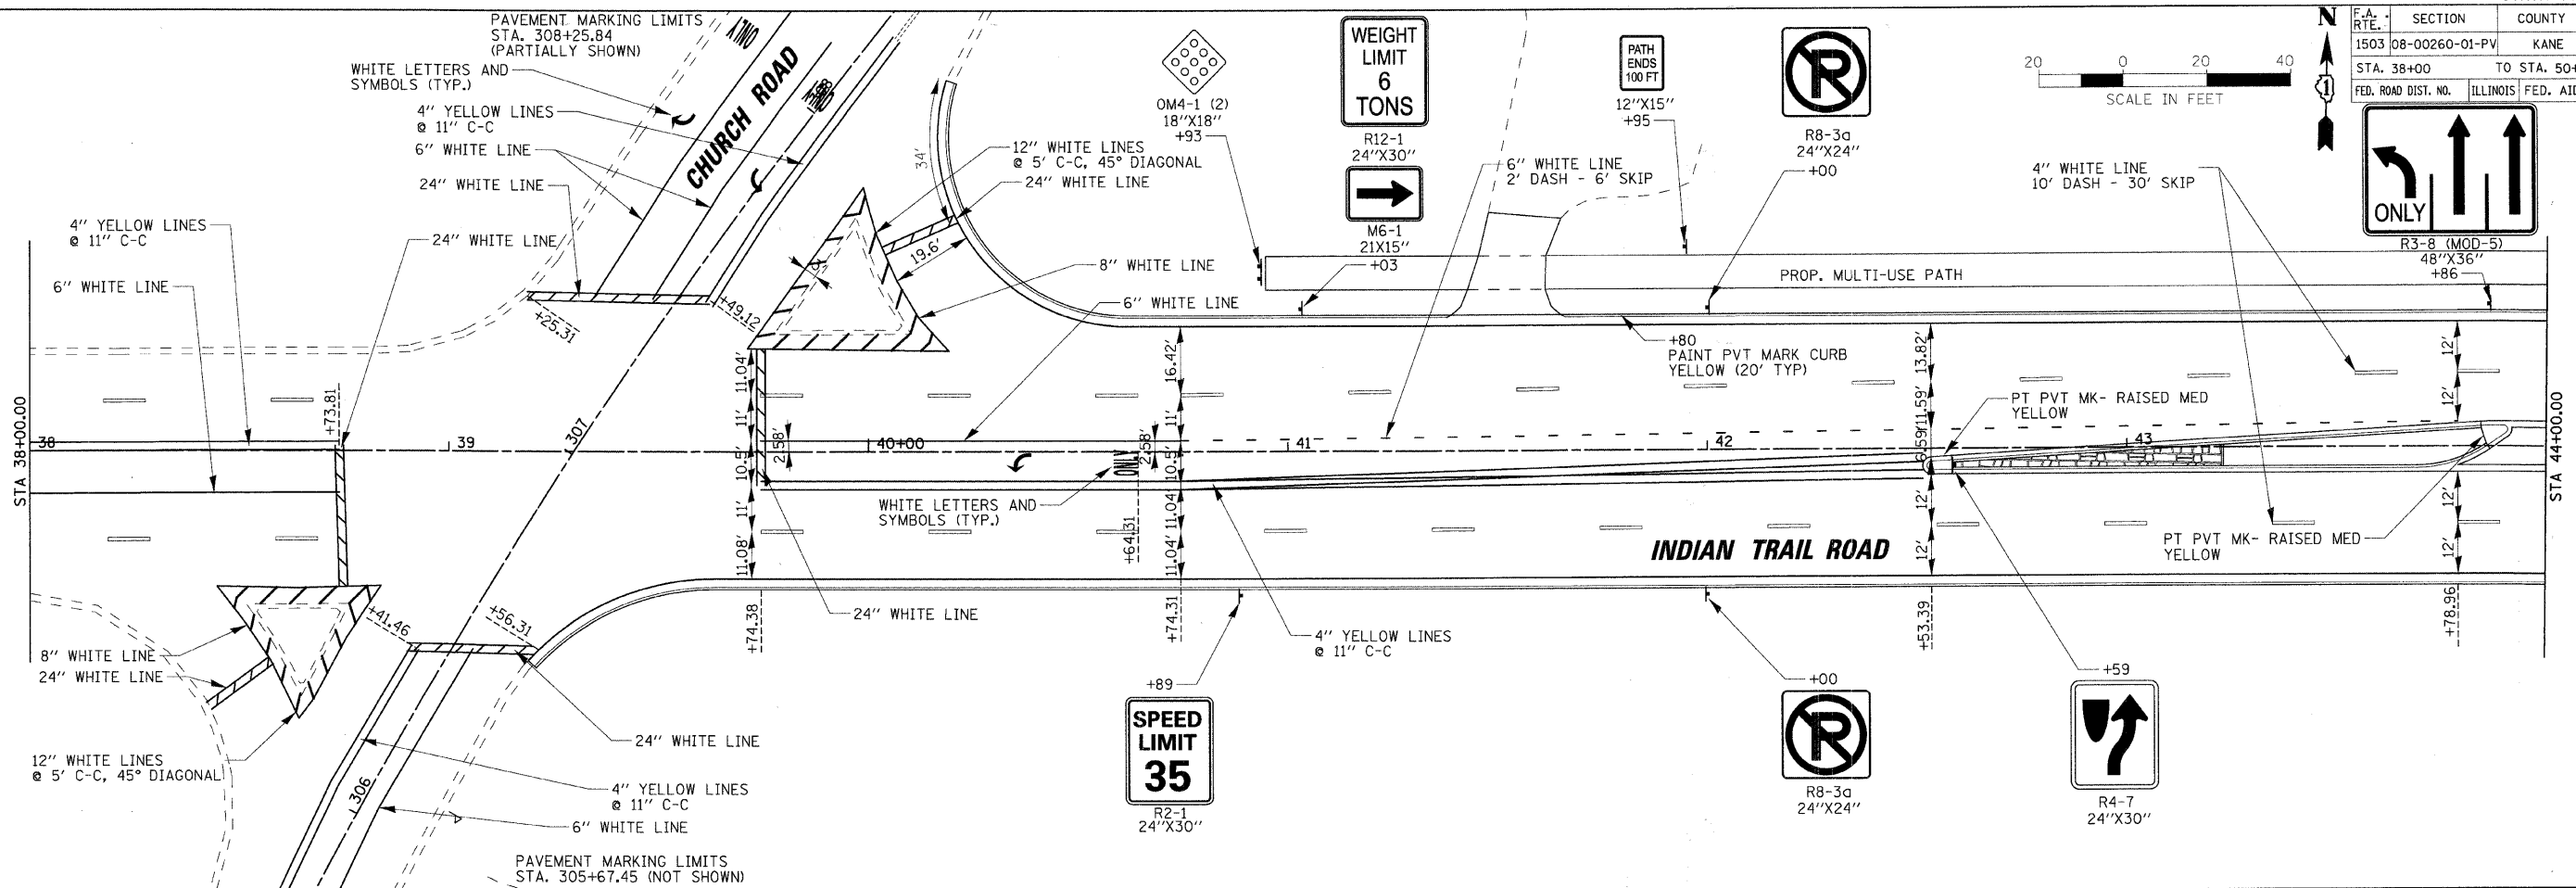 PAVEMENT MARKING LIMITS
STA. 308+25.84
(PARTIALLY SHOWN)
WHITE LETTERS AND
SYMBOLS (TYP.)
4" YELLOW LINES
@ 11" C-C
6" WHITE LINE
24" WHITE LINE
4" YELLOW LINES
@ 11" C-C
24" WHITE LINE
6" WHITE LINE
ONLY
CHURCH ROAD
34'
12" WHITE LINES
@ 5' C-C, 45° DIAGONAL
24" WHITE LINE
19.6'
8" WHITE LINE
6" WHITE LINE
OM4-1 (2)
18"X18"
+93
WEIGHT
LIMIT
6
TONS
R12-1
24"X30"
M6-1
21X15"
+03
PATH
ENDS
100 FT
12"X15"
+95
6" WHITE LINE
2' DASH - 6' SKIP
R8-3a
24"X24"
+00
20 0 20 40
SCALE IN FEET
N
1
F.A.
RTE. SECTION COUNTY
1503 08-00260-01-PV KANE
STA. 38+00 TO STA. 50+
FED. ROAD DIST. NO. ILLINOIS FED. AID
4" WHITE LINE
10' DASH - 30' SKIP
ONLY
R3-8 (MOD-5)
48"X36"
+86
PROP. MULTI-USE PATH
+80
PAINT PVT MARK CURB
YELLOW (20' TYP)
PT PVT MK- RAISED MED
YELLOW
+25.31
+49.12
STA 38+00.00
38
+73.81
39
307
11.04'
11'
10.5'
11'
11.08'
2.58'
40+00
ONLY
2.58'
16.42'
11'
10.5'
11.04'
11.04'
41
42
13.82'
11.59'
6.59'
12'
12'
43
12'
12'
12'
12'
STA 44+00.00
WHITE LETTERS AND
SYMBOLS (TYP.)
+64.31
INDIAN TRAIL ROAD
PT PVT MK- RAISED MED
YELLOW
+41.46
+56.31
+74.38
24" WHITE LINE
+74.31
4" YELLOW LINES
@ 11" C-C
+53.39
+78.96
8" WHITE LINE
24" WHITE LINE
12" WHITE LINES
@ 5' C-C, 45° DIAGONAL
306
24" WHITE LINE
4" YELLOW LINES
@ 11" C-C
6" WHITE LINE
PAVEMENT MARKING LIMITS
STA. 305+67.45 (NOT SHOWN)
+89
SPEED
LIMIT
35
R2-1
24"X30"
+00
R8-3a
24"X24"
+59
R4-7
24"X30"